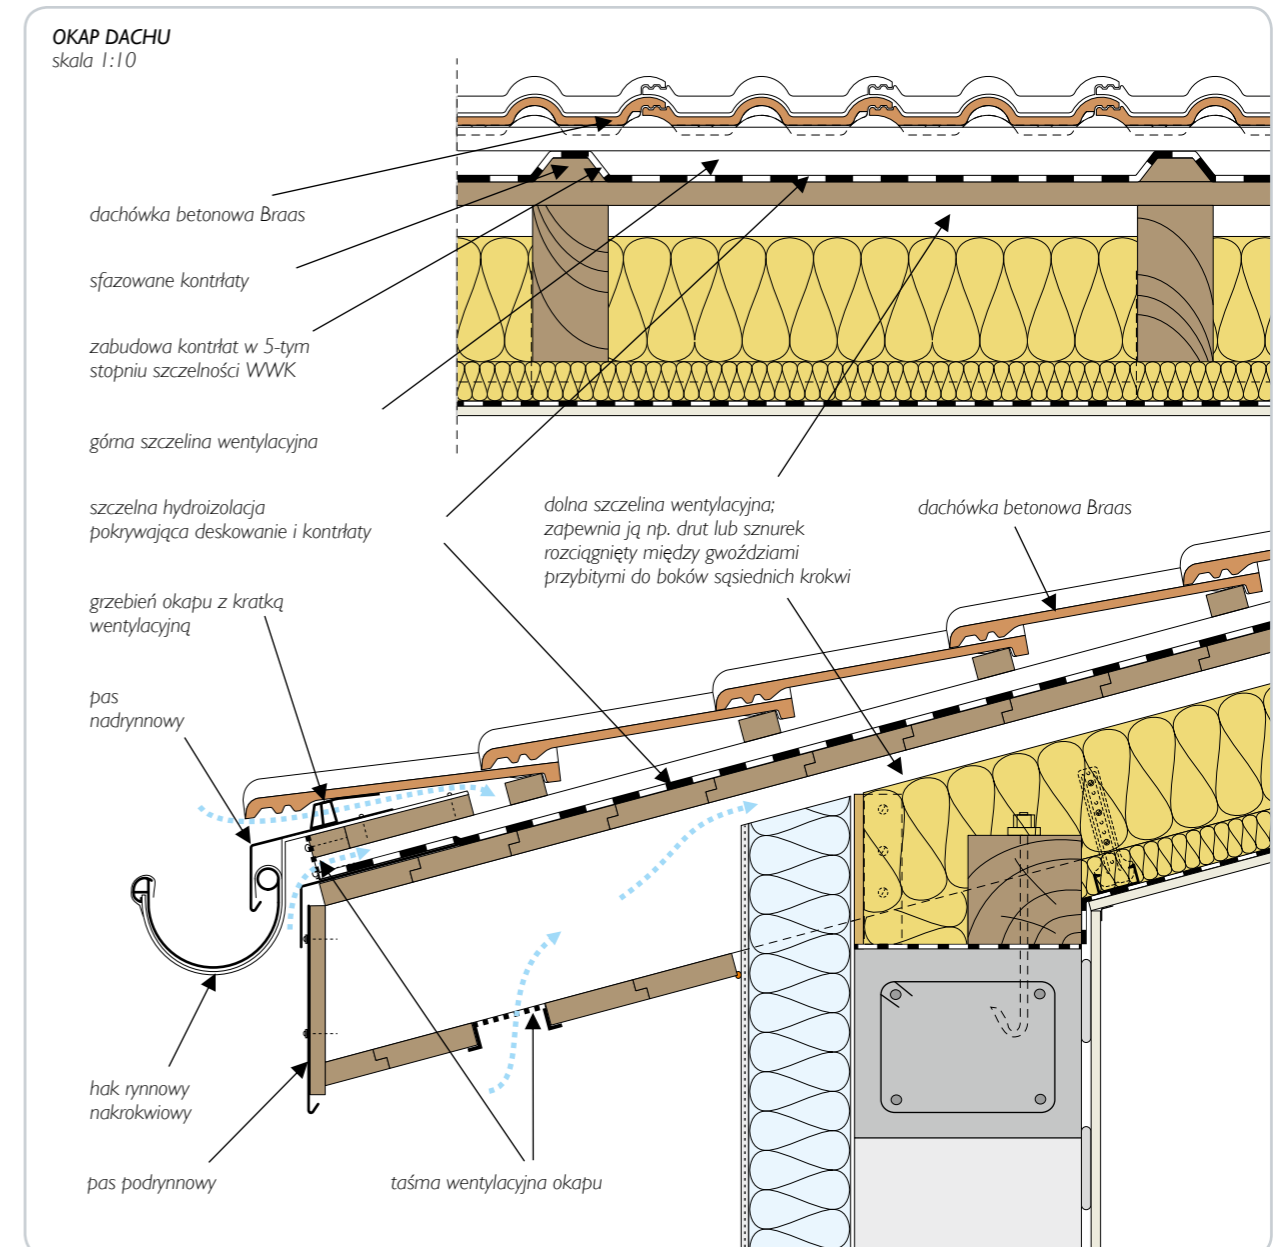 OKAP DACHU
skala 1:10
dachówka betonowa Braas
sfazowane kontrłaty
zabudowa kontrłat w 5-tym
stopniu szczelności WWK
górna szczelina wentylacyjna
szczelna hydroizolacja
pokrywająca deskowanie i kontrłaty
dolna szczelina wentylacyjna;
zapewnia ją np. drut lub sznurek
rozciągnięty między gwoździami
przybitymi do boków sąsiednich krokwi
dachówka betonowa Braas
grzebień okapu z kratką
wentylacyjną
pas
nadrynnowy
hak rynnowy
nakrokwiowy
pas podrynnowy
taśma wentylacyjna okapu